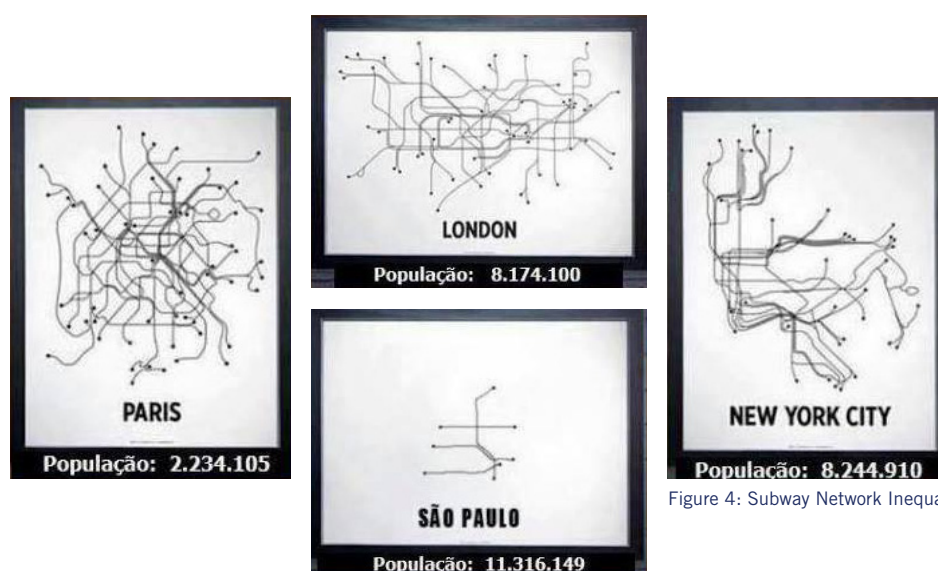 LONDON
População: 8.174.100
PARIS
População: 2.234.105
SÃO PAULO
População: 11.316.149
NEW YORK CITY
População: 8.244.910
Figure 4: Subway Network Inequa